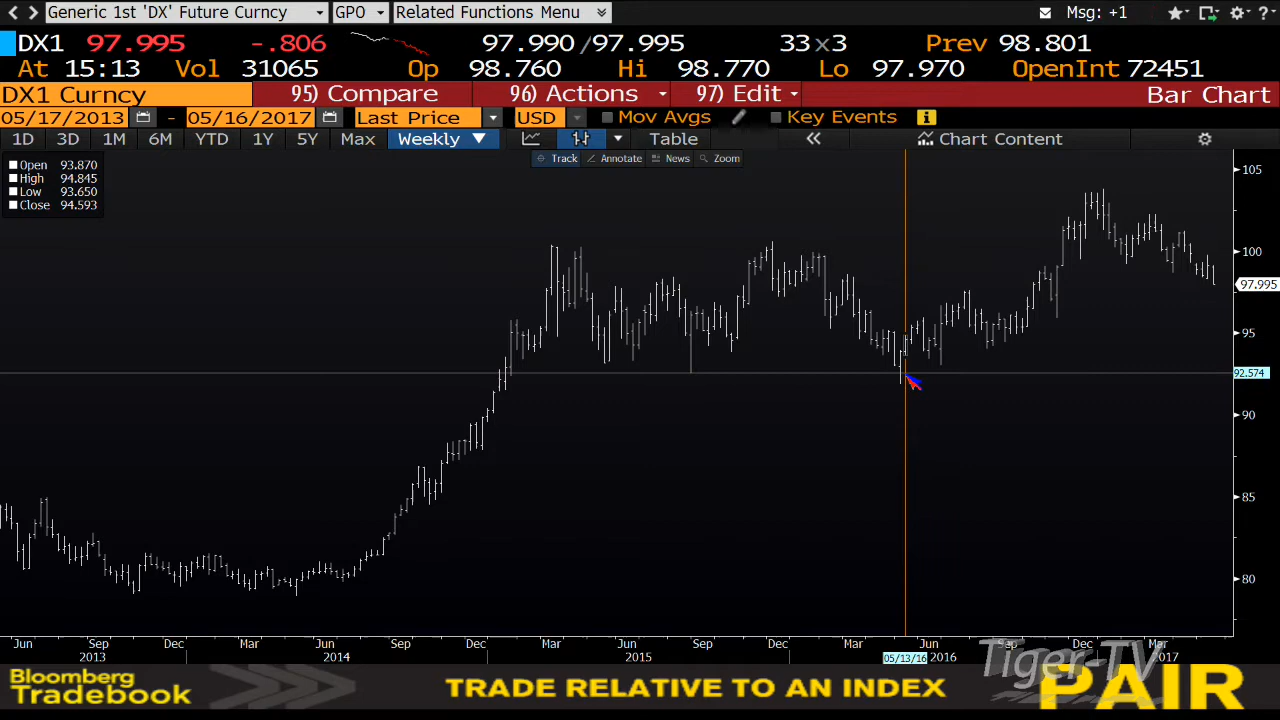 Generic 1st 'DX' Future Curncy GPO Related Functions Menu Msg: +1
DX1 97.995 -.806 97.990 /97.995 33x3 Prev 98.801
At 15:13 Vol 31065 Op 98.760 Hi 98.770 Lo 97.970 OpenInt 72451
DX1 Curncy 95) Compare 96) Actions 97) Edit Bar Chart
05/17/2013 - 05/16/2017 Last Price USD Mov Avgs Key Events
1D 3D 1M 6M YTD 1Y 5Y Max Weekly ▼ Table « Chart Content
Track Annotate News Zoom
Open 93.870
High 94.845
Low 93.650
Close 94.593
105
100
97.995
95
92.574
90
85
80
Jun Sep Dec Mar Jun Sep Dec Mar Jun Sep Dec Mar Jun Sep Dec Mar
2013 2014 2015 05/13/16 2016 2017
Tiger-TV
Bloomberg
Tradebook
TRADE RELATIVE TO AN INDEX
PAIR